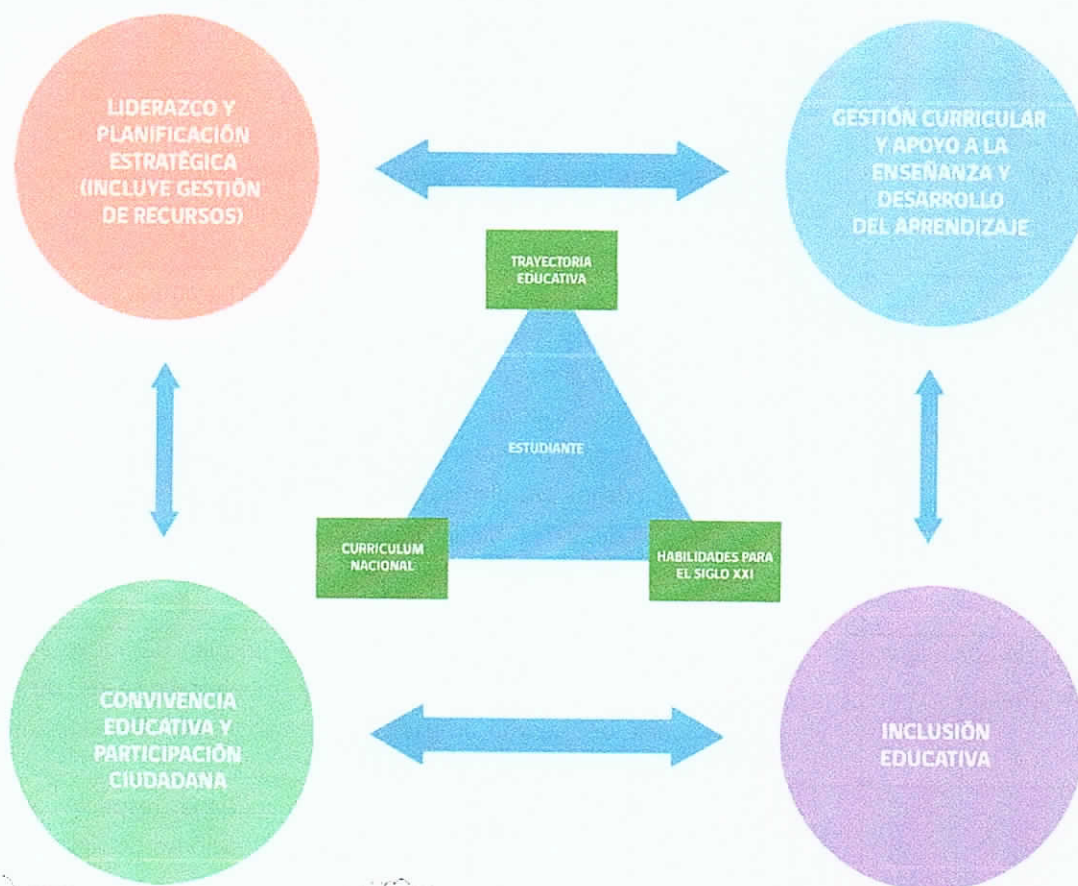 LIDERAZCO Y
PLANIFICACIÓN
ESTRATÉGICA
(INCLUYE GESTIÓN
DE RECURSOS)
GESTIÓN CURRICULAR
Y APOYO A LA
ENSEÑANZA Y
DESARROLLO
DEL APRENDIZAJE
TRAYECTORIA
EDUCATIVA
ESTUDIANTE
CURRICULUM
NACIONAL
HABILIDADES PARA
EL SIGLO XXI
CONVIVENCIA
EDUCATIVA Y
PARTICIPACIÓN
CIUDADANA
INCLUSIÓN
EDUCATIVA